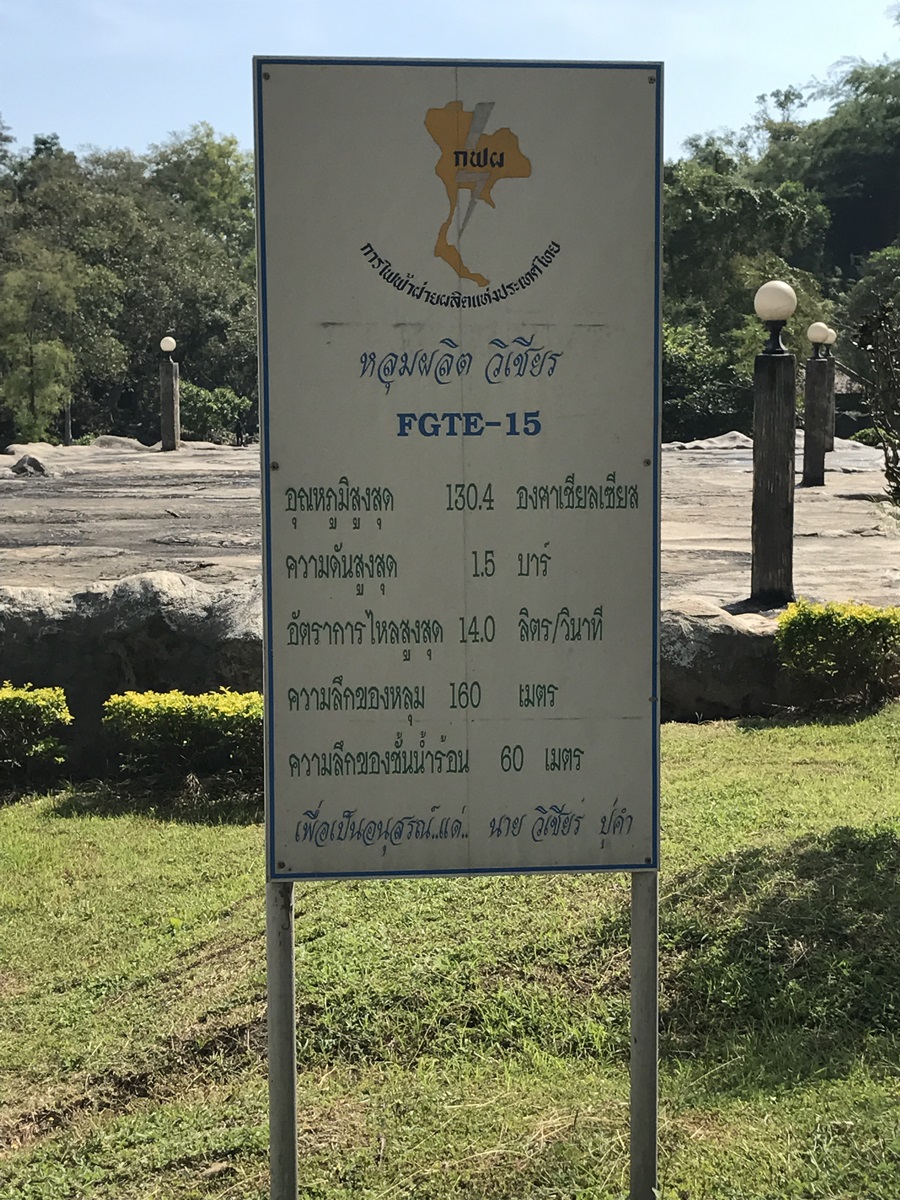 กฟผ
การไฟฟ้าฝ่ายผลิตแห่งประเทศไทย
หลุมผลิต วิเชียร
FGTE-15
อุณหภูมิสูงสุด 130.4 องศาเซียลเซียส
ความดันสูงสุด 1.5 บาร์
อัตราการไหลสูงสุด 14.0 ลิตร/วินาที
ความลึกของหลุม 160 เมตร
ความลึกของชั้นน้ำร้อน 60 เมตร
เพื่อเป็นอนุสรณ์..แด่.. นาย วิเชียร ปุ่คำ